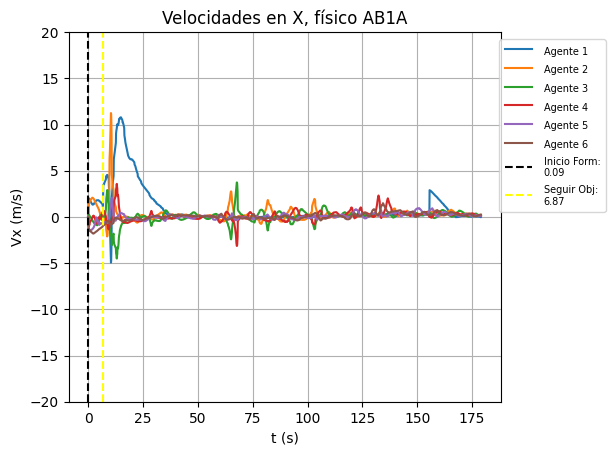 Velocidades en X, físico AB1A
Vx (m/s)
20
15
10
5
0
−5
−10
−15
−20
0
25
50
75
100
125
150
175
t (s)
Agente 1
Agente 2
Agente 3
Agente 4
Agente 5
Agente 6
Inicio Form:
0.09
Seguir Obj:
6.87